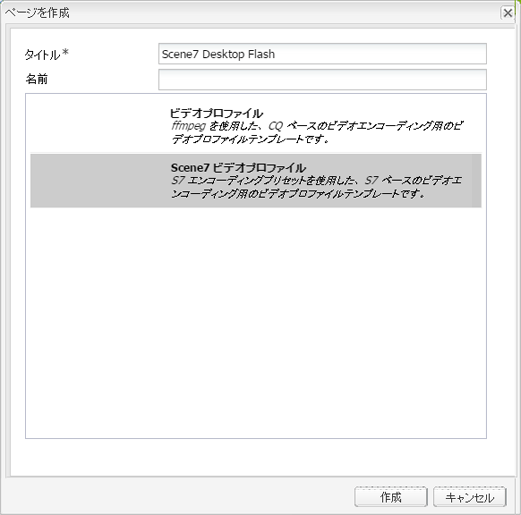 ページを作成
タイトル*
Scene7 Desktop Flash
名前
ビデオプロファイル
ffmpeg を使用した、CQ ベースのビデオエンコーディング用のビ
デオプロファイルテンプレートです。
Scene7 ビデオプロファイル
S7 エンコーディングプリセットを使用した、S7 ベースのビデオエ
ンコーディング用のビデオプロファイルテンプレートです。
作成
キャンセル